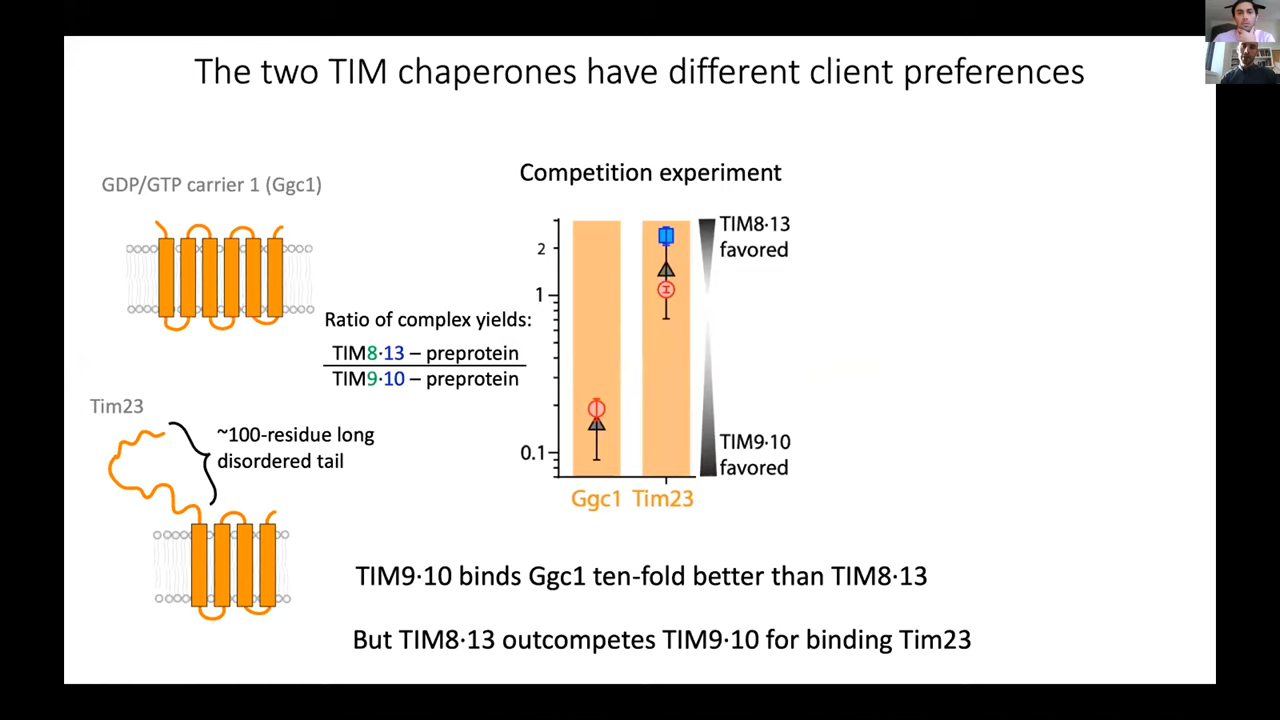 The two TIM chaperones have different client preferences
GDP/GTP carrier 1 (Ggc1)
Tim23
~100-residue long
disordered tail
Competition experiment
Ratio of complex yields:
TIM8·13 – preprotein
TIM9·10 – preprotein
2
1
0.1
Ggc1 Tim23
TIM8·13
favored
TIM9·10
favored
TIM9·10 binds Ggc1 ten-fold better than TIM8·13
But TIM8·13 outcompetes TIM9·10 for binding Tim23